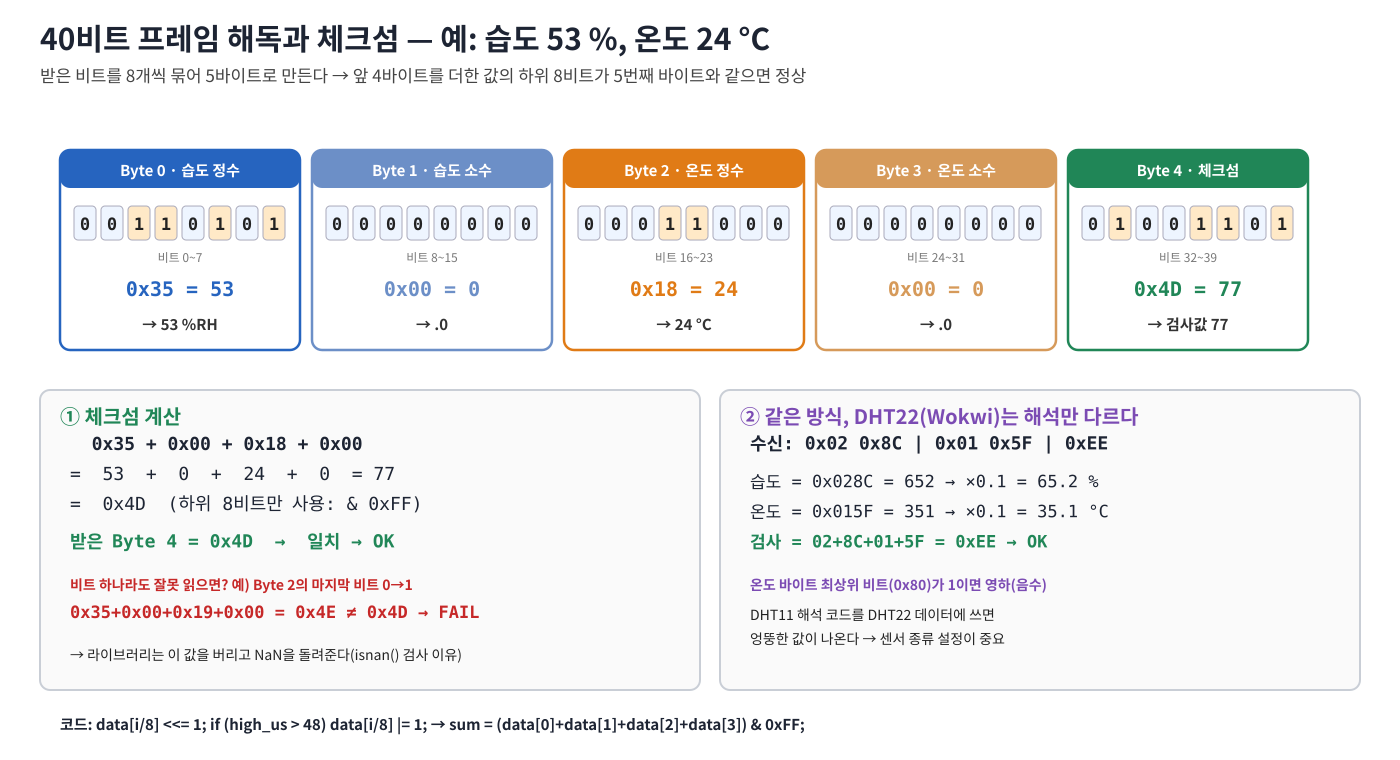 40비트 프레임 해독과 체크섬 — 예: 습도 53 %, 온도 24 °C
받은 비트를 8개씩 묶어 5바이트로 만든다 → 앞 4바이트를 더한 값의 하위 8비트가 5번째 바이트와 같으면 정상
Byte 0 · 습도 정수
0 0 1 1 0 1 0 1
비트 0~7
0x35 = 53
→ 53 %RH
Byte 1 · 습도 소수
0 0 0 0 0 0 0 0
비트 8~15
0x00 = 0
→ .0
Byte 2 · 온도 정수
0 0 0 1 1 0 0 0
비트 16~23
0x18 = 24
→ 24 °C
Byte 3 · 온도 소수
0 0 0 0 0 0 0 0
비트 24~31
0x00 = 0
→ .0
Byte 4 · 체크섬
0 1 0 0 1 1 0 1
비트 32~39
0x4D = 77
→ 검사값 77
① 체크섬 계산
0x35 + 0x00 + 0x18 + 0x00
= 53 + 0 + 24 + 0 = 77
= 0x4D (하위 8비트만 사용: & 0xFF)
받은 Byte 4 = 0x4D → 일치 → OK
비트 하나라도 잘못 읽으면? 예) Byte 2의 마지막 비트 0→1
0x35+0x00+0x19+0x00 = 0x4E ≠ 0x4D → FAIL
→ 라이브러리는 이 값을 버리고 NaN을 돌려준다(isnan() 검사 이유)
② 같은 방식, DHT22(Wokwi)는 해석만 다르다
수신: 0x02 0x8C | 0x01 0x5F | 0xEE
습도 = 0x028C = 652 → ×0.1 = 65.2 %
온도 = 0x015F = 351 → ×0.1 = 35.1 °C
검사 = 02+8C+01+5F = 0xEE → OK
온도 바이트 최상위 비트(0x80)가 1이면 영하(음수)
DHT11 해석 코드를 DHT22 데이터에 쓰면
엉뚱한 값이 나온다 → 센서 종류 설정이 중요
코드: data[i/8] <<= 1; if (high_us > 48) data[i/8] |= 1; → sum = (data[0]+data[1]+data[2]+data[3]) & 0xFF;